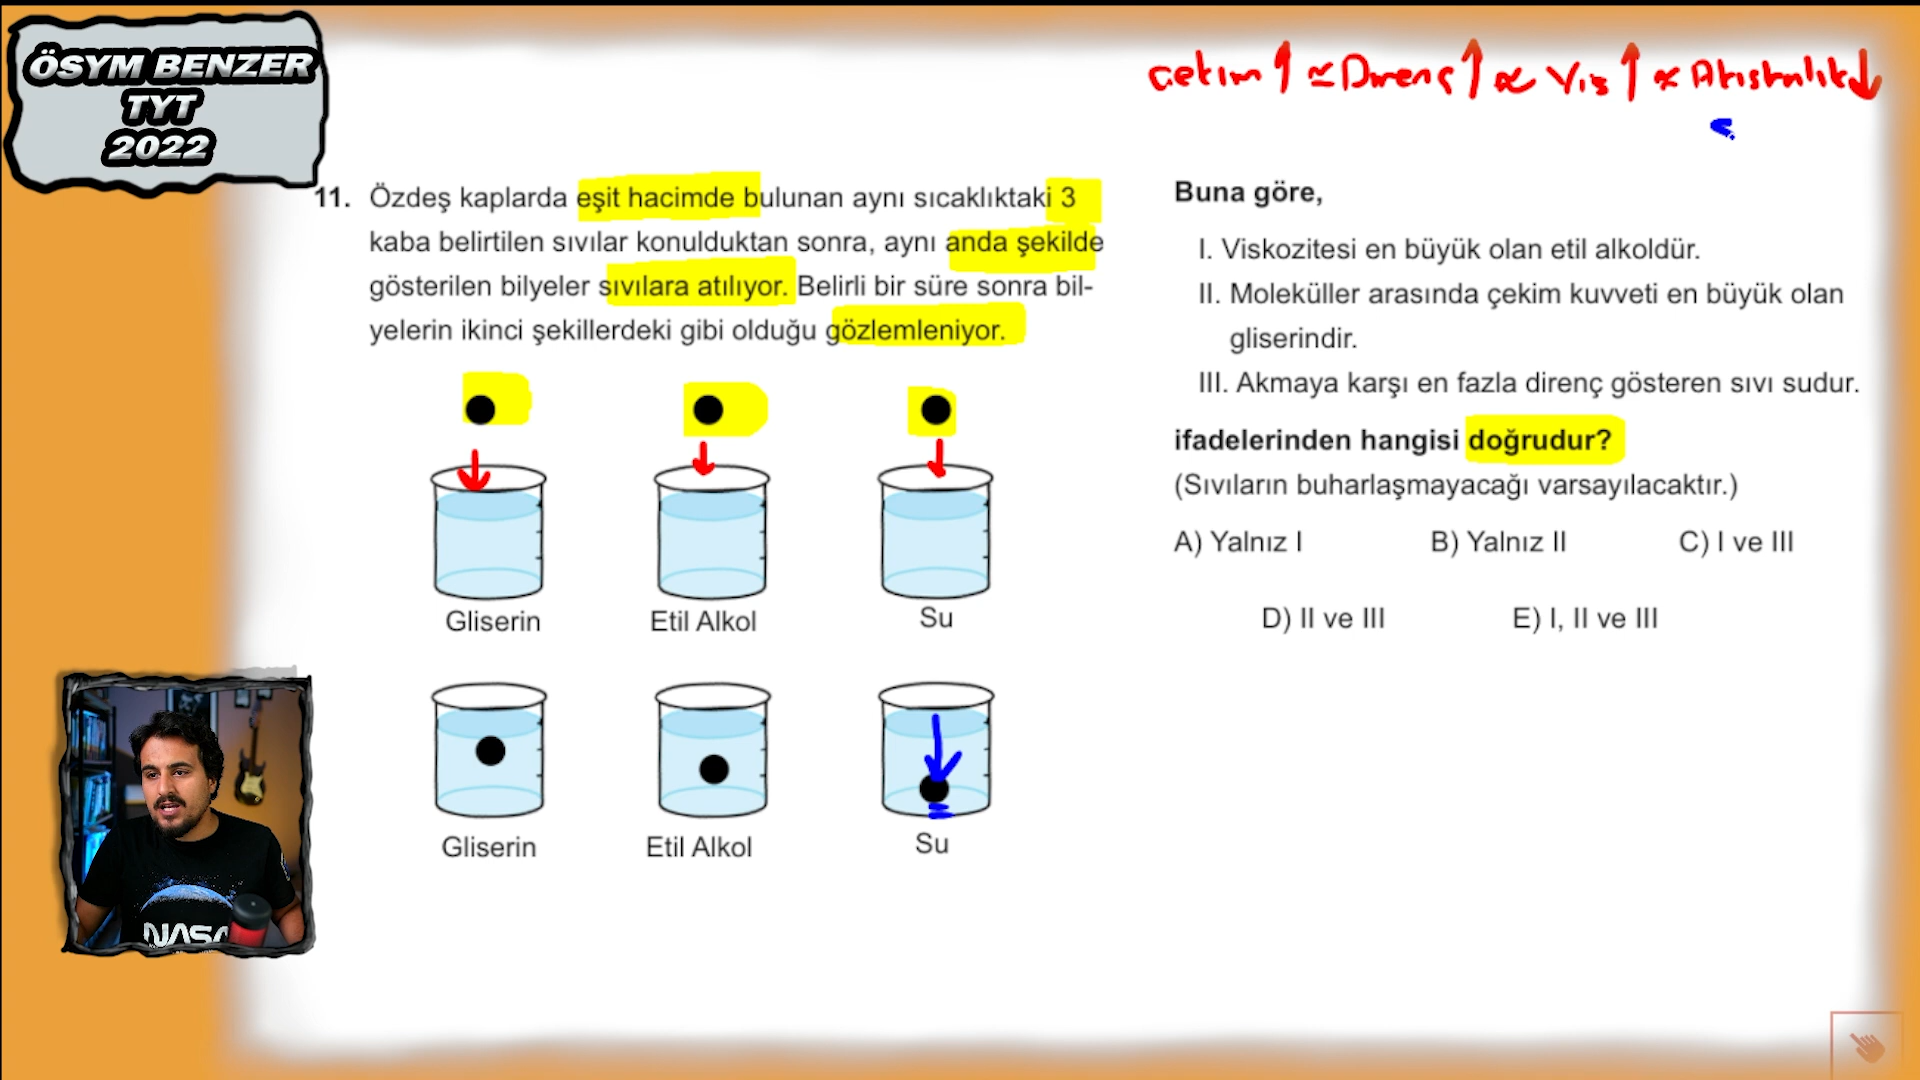 ÖSYM BENZER
TYT
2022
çekim ↑ ∝ Direnç ↑ ∝ Vis ↑ ∝ Akışkanlık ↓
11. Özdeş kaplarda eşit hacimde bulunan aynı sıcaklıktaki 3
kaba belirtilen sıvılar konulduktan sonra, aynı anda şekilde
gösterilen bilyeler sıvılara atılıyor. Belirli bir süre sonra bil-
yelerin ikinci şekillerdeki gibi olduğu gözlemleniyor.
Gliserin
Etil Alkol
Su
Gliserin
Etil Alkol
Su
NASA
Buna göre,
I. Viskozitesi en büyük olan etil alkoldür.
II. Moleküller arasında çekim kuvveti en büyük olan
gliserindir.
III. Akmaya karşı en fazla direnç gösteren sıvı sudur.
ifadelerinden hangisi doğrudur?
(Sıvıların buharlaşmayacağı varsayılacaktır.)
A) Yalnız I
B) Yalnız II
C) I ve III
D) II ve III
E) I, II ve III